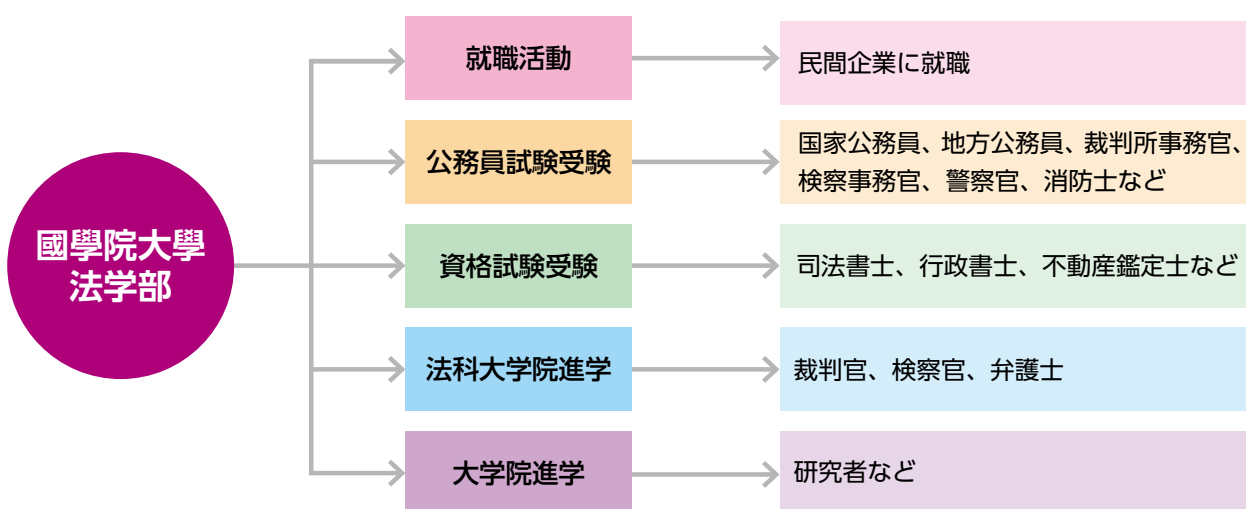 國學院大學
法学部
就職活動
民間企業に就職
公務員試験受験
国家公務員、地方公務員、裁判所事務官、
検察事務官、警察官、消防士など
資格試験受験
司法書士、行政書士、不動産鑑定士など
法科大学院進学
裁判官、検察官、弁護士
大学院進学
研究者など